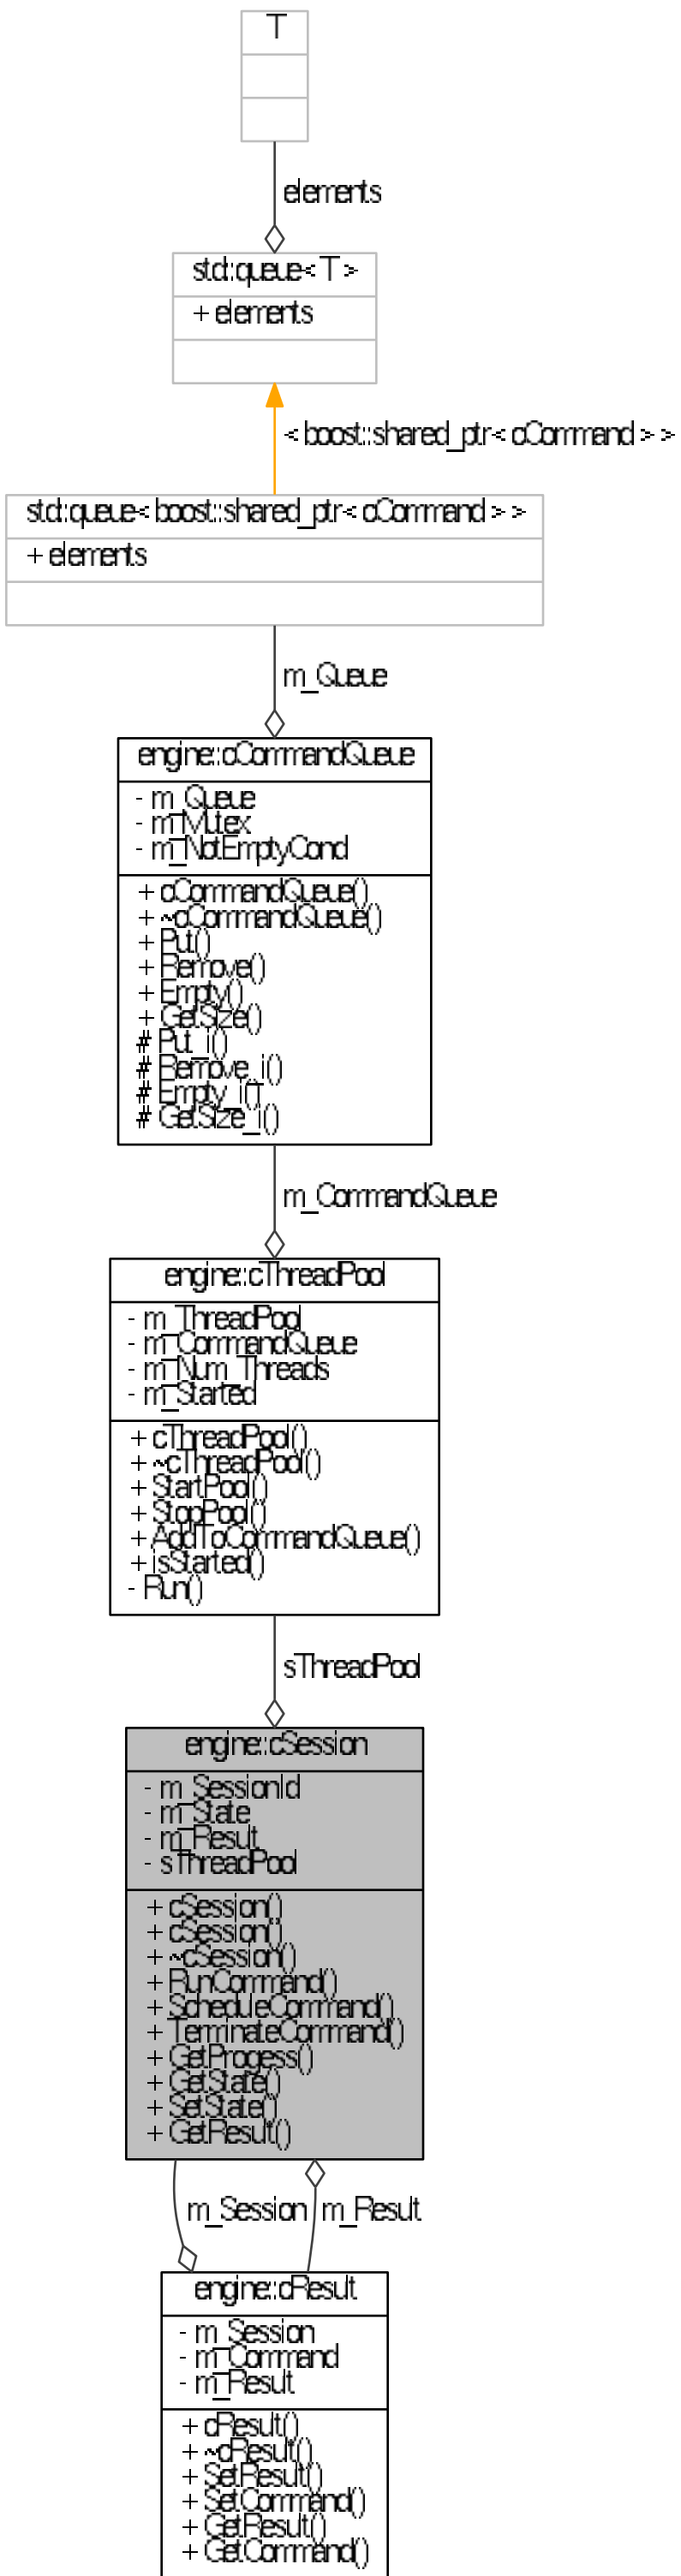 T
elements
std::queue< T >
+ elements
< boost::shared_ptr< cCommand > >
std::queue< boost::shared_ptr< cCommand > >
+ elements
m_Queue
engine::cCommandQueue
- m_Queue
- m_Mutex
- m_NotEmptyCond
+ cCommandQueue()
+ ~cCommandQueue()
+ Put()
+ Remove()
+ Empty()
+ GetSize()
# Put_i()
# Remove_i()
# Empty_i()
# GetSize_i()
m_CommandQueue
engine::cThreadPool
- m_ThreadPool
- m_CommandQueue
- m_Num_Threads
- m_Started
+ cThreadPool()
+ ~cThreadPool()
+ StartPool()
+ StopPool()
+ AddToCommandQueue()
+ isStarted()
- Run()
sThreadPool
engine::cSession
- m_SessionId
- m_State
- m_Result
- sThreadPool
+ cSession()
+ cSession()
+ ~cSession()
+ RunCommand()
+ ScheduleCommand()
+ TerminateCommand()
+ GetProgess()
+ GetState()
+ SetState()
+ GetResult()
m_Session m_Result
engine::cResult
- m_Session
- m_Command
- m_Result
+ cResult()
+ ~cResult()
+ SetResult()
+ SetCommand()
+ GetResult()
+ GetCommand()